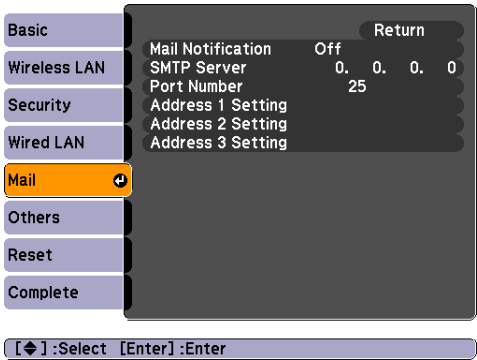 Basic
Wireless LAN
Security
Wired LAN
Mail
Others
Reset
Complete
Return
Mail Notification Off
SMTP Server 0. 0. 0. 0
Port Number 25
Address 1 Setting
Address 2 Setting
Address 3 Setting
[◆] :Select [Enter] :Enter